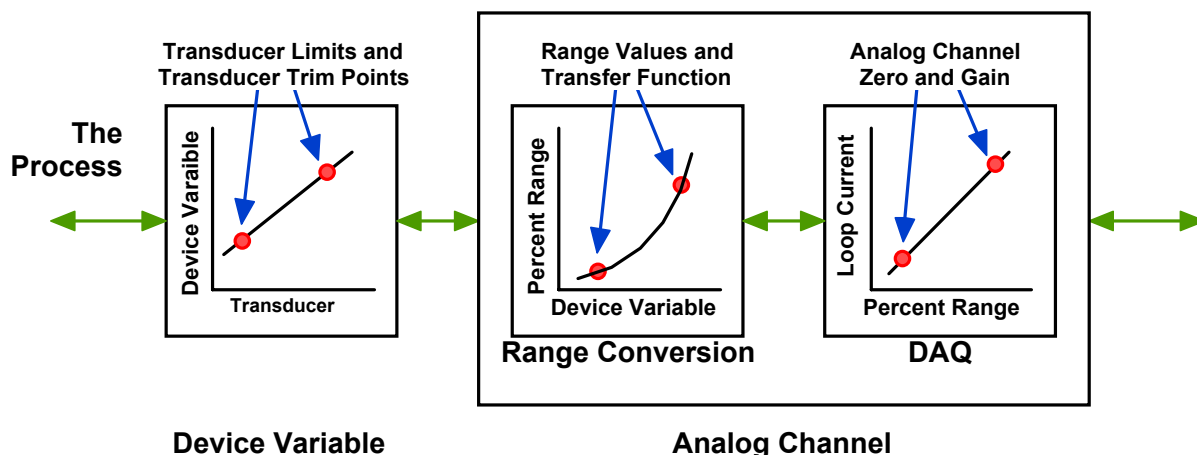 Transducer Limits and
Transducer Trim Points
Range Values and
Transfer Function
Analog Channel
Zero and Gain
The
Process
Device Varaible
Transducer
Percent Range
Device Variable
Loop Current
Percent Range
Range Conversion
DAQ
Device Variable
Analog Channel